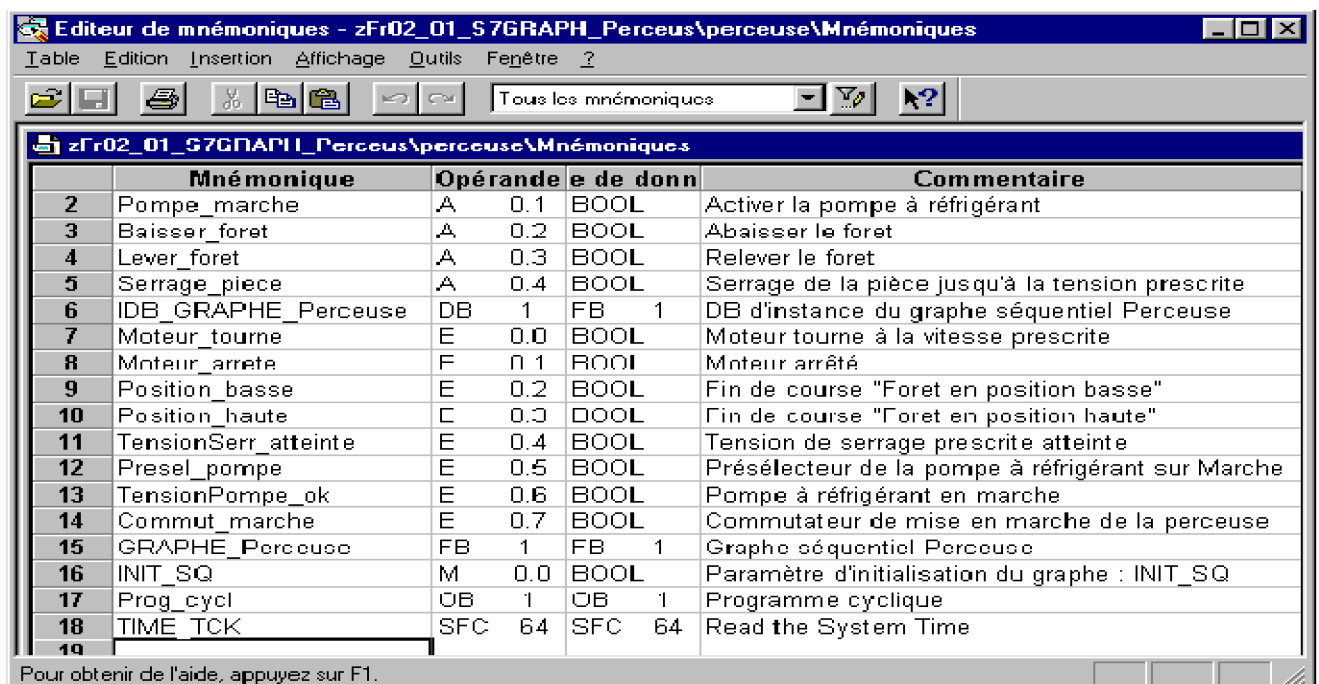 Editeur de mnémoniques - zFr02_01_S7GRAPH_Perceus\perceuse\Mnémoniques
Table Edition Insertion Affichage Outils Fenêtre ?
Tous les mnémoniques
zFr02_01_S7GRAPH_Perceus\perceuse\Mnémoniques
Mnémonique Opérande e de donn Commentaire
2 Pompe_marche A 0.1 BOOL Activer la pompe à réfrigérant
3 Baisser_foret A 0.2 BOOL Abaisser le foret
4 Lever_foret A 0.3 BOOL Relever le foret
5 Serrage_piece A 0.4 BOOL Serrage de la pièce jusqu'à la tension prescrite
6 IDB_GRAPHE_Perceuse DB 1 FB 1 DB d'instance du graphe séquentiel Perceuse
7 Moteur_tourne E 0.0 BOOL Moteur tourne à la vitesse prescrite
8 Moteur_arrete E 0.1 BOOL Moteur arrêté
9 Position_basse E 0.2 BOOL Fin de course "Foret en position basse"
10 Position_haute E 0.3 BOOL Fin de course "Foret en position haute"
11 TensionSerr_atteinte E 0.4 BOOL Tension de serrage prescrite atteinte
12 Presel_pompe E 0.5 BOOL Présélecteur de la pompe à réfrigérant sur Marche
13 TensionPompe_ok E 0.6 BOOL Pompe à réfrigérant en marche
14 Commut_marche E 0.7 BOOL Commutateur de mise en marche de la perceuse
15 GRAPHE_Perceuse FB 1 FB 1 Graphe séquentiel Perceuse
16 INIT_SQ M 0.0 BOOL Paramètre d'initialisation du graphe : INIT_SQ
17 Prog_cycl OB 1 OB 1 Programme cyclique
18 TIME_TCK SFC 64 SFC 64 Read the System Time
19
Pour obtenir de l'aide, appuyez sur F1.